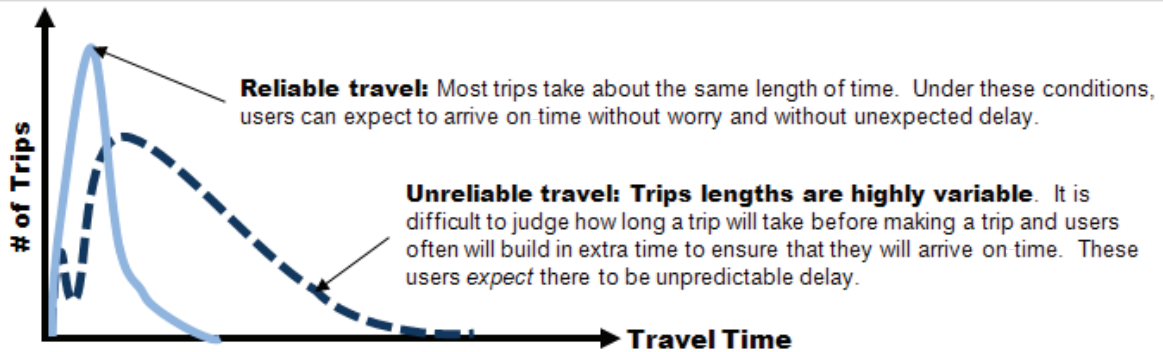 # of Trips
Reliable travel: Most trips take about the same length of time. Under these conditions,
users can expect to arrive on time without worry and without unexpected delay.
Unreliable travel: Trips lengths are highly variable. It is
difficult to judge how long a trip will take before making a trip and users
often will build in extra time to ensure that they will arrive on time. These
users expect there to be unpredictable delay.
Travel Time